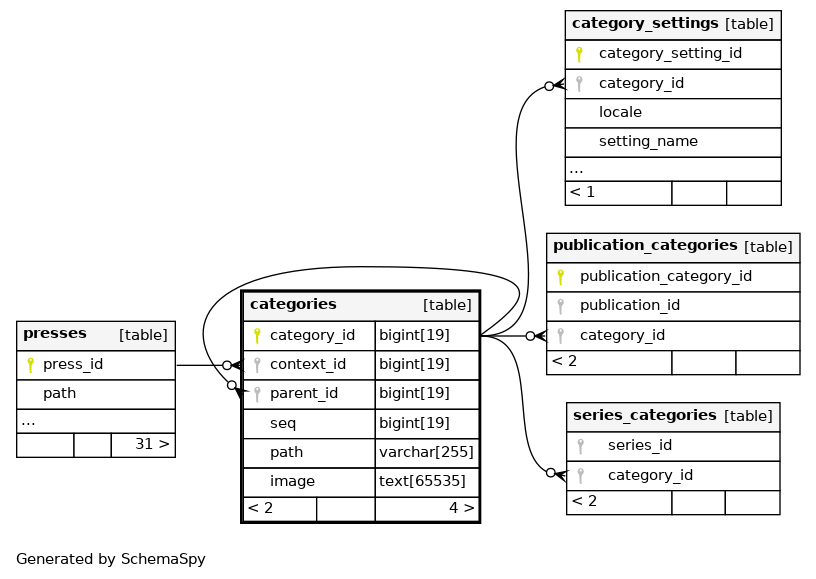 category_settings [table]
category_setting_id
category_id
locale
setting_name
...
< 1
publication_categories [table]
publication_category_id
publication_id
category_id
< 2
categories [table]
category_id bigint[19]
context_id bigint[19]
parent_id bigint[19]
seq bigint[19]
path varchar[255]
image text[65535]
< 2 4 >
presses [table]
press_id
path
...
31 >
series_categories [table]
series_id
category_id
< 2
Generated by SchemaSpy